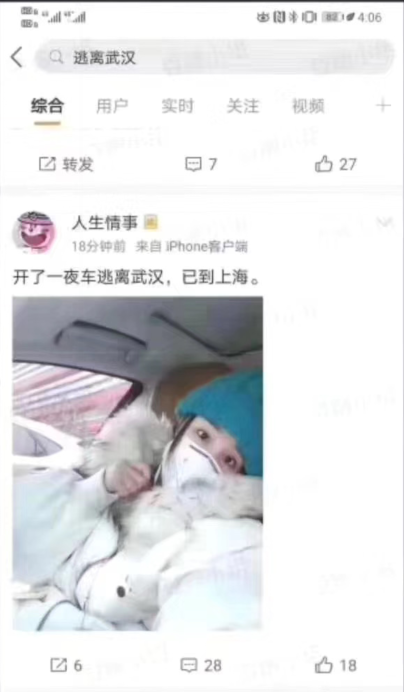 4:06
逃离武汉
综合 用户 实时 关注 视频
转发 7 27
人生情事
18分钟前 来自 iPhone客户端
开了一夜车逃离武汉，已到上海。
6 28 18